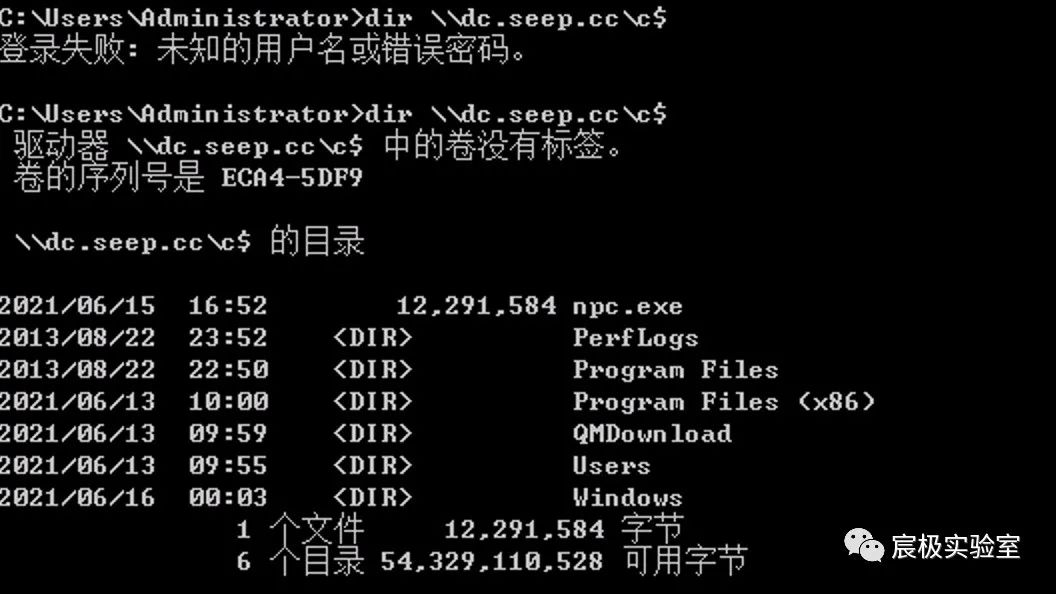 C:\Users\Administrator>dir \\dc.seep.cc\c$
登录失败: 未知的用户名或错误密码。
C:\Users\Administrator>dir \\dc.seep.cc\c$
驱动器 \\dc.seep.cc\c$ 中的卷没有标签。
卷的序列号是 ECA4-5DF9
\\dc.seep.cc\c$ 的目录
2021/06/15  16:52        12,291,584 npc.exe
2013/08/22  23:52    <DIR>          PerfLogs
2013/08/22  22:50    <DIR>          Program Files
2021/06/13  10:00    <DIR>          Program Files (x86)
2021/06/13  09:59    <DIR>          QMDownload
2021/06/13  09:55    <DIR>          Users
2021/06/16  00:03    <DIR>          Windows
1 个文件     12,291,584 字节
6 个目录 54,329,110,528 可用字节
宸极实验室